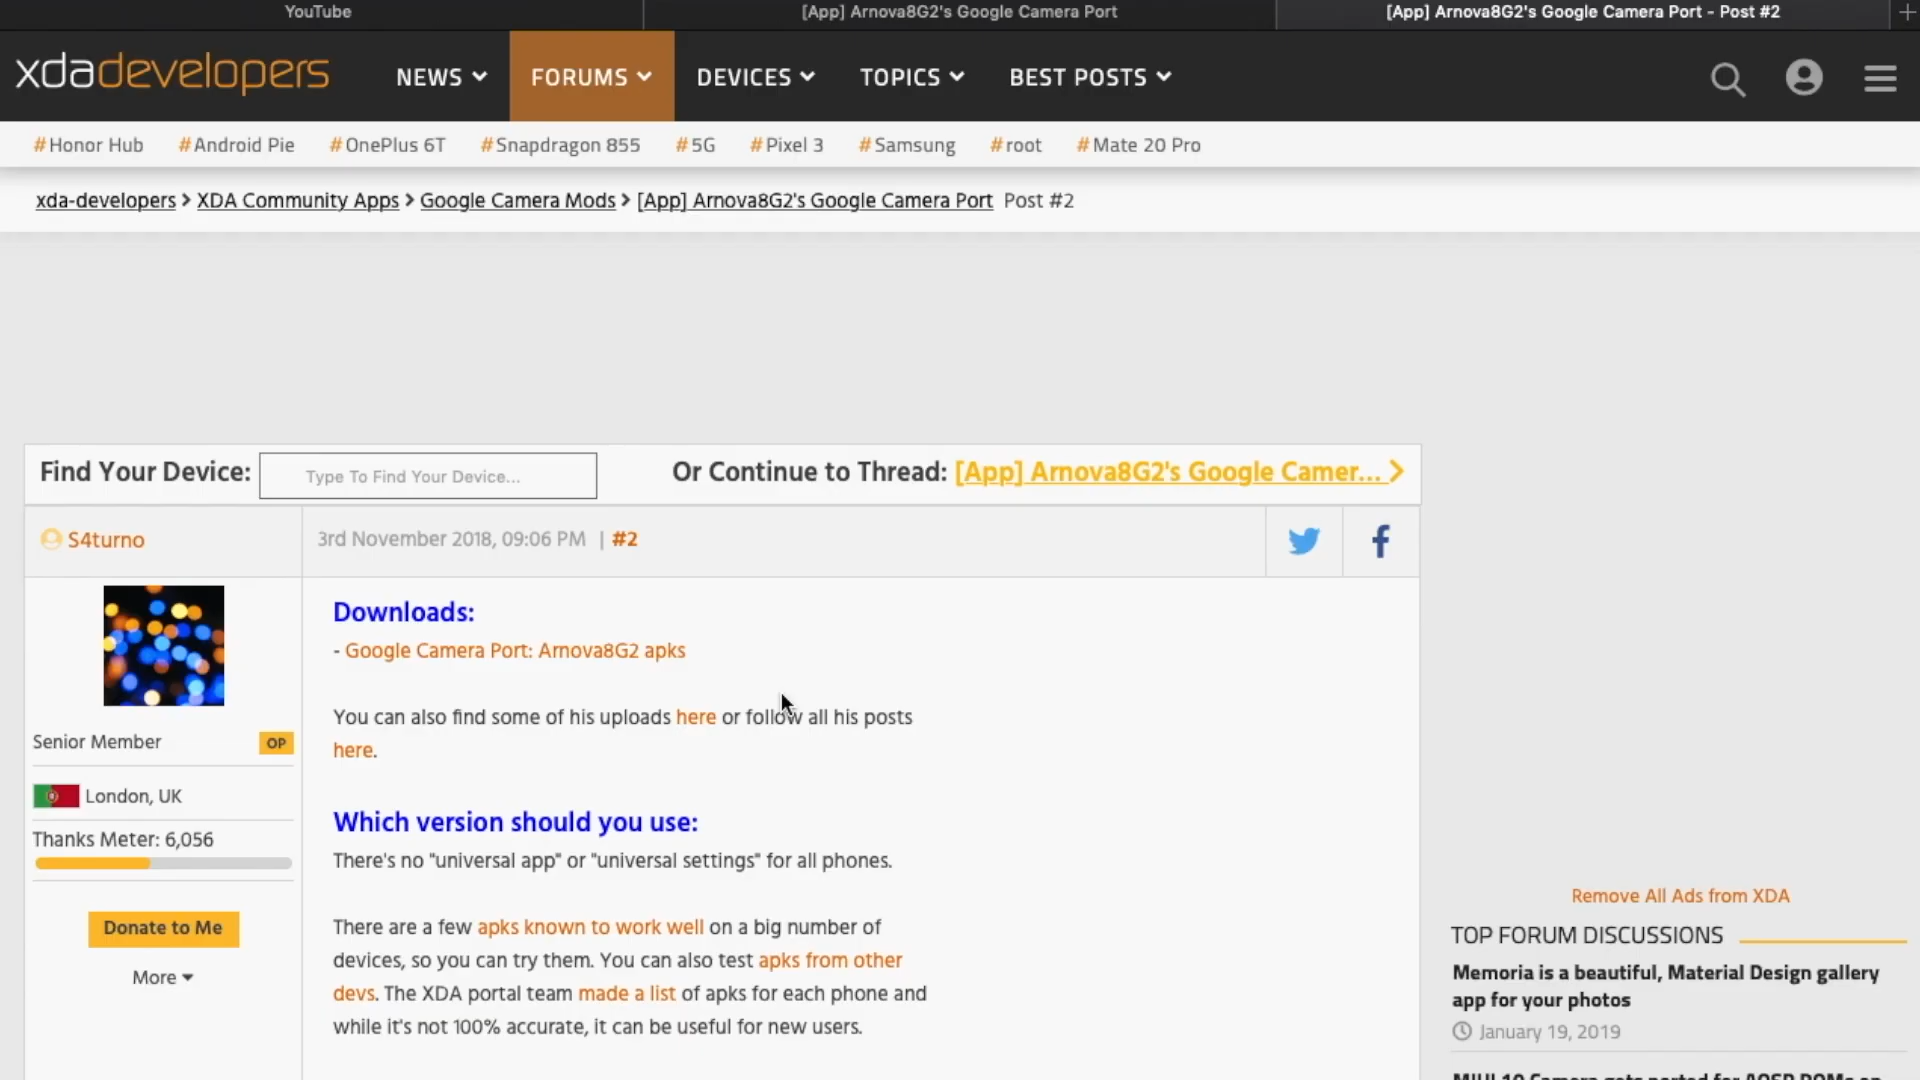 YouTube
[App] Arnova8G2's Google Camera Port
[App] Arnova8G2's Google Camera Port - Post #2
xdadevelopers
NEWS
FORUMS
DEVICES
TOPICS
BEST POSTS
#Honor Hub
#Android Pie
#OnePlus 6T
#Snapdragon 855
#5G
#Pixel 3
#Samsung
#root
#Mate 20 Pro
xda-developers > XDA Community Apps > Google Camera Mods > [App] Arnova8G2's Google Camera Port Post #2
Find Your Device: Type To Find Your Device...
Or Continue to Thread: [App] Arnova8G2's Google Camer...
S4turno
3rd November 2018, 09:06 PM | #2
Senior Member OP
London, UK
Thanks Meter: 6,056
Donate to Me
More
Downloads:
- Google Camera Port: Arnova8G2 apks
You can also find some of his uploads here or follow all his posts
here.
Which version should you use:
There's no "universal app" or "universal settings" for all phones.
There are a few apks known to work well on a big number of
devices, so you can try them. You can also test apks from other
devs. The XDA portal team made a list of apks for each phone and
while it's not 100% accurate, it can be useful for new users.
Remove All Ads from XDA
TOP FORUM DISCUSSIONS
Memoria is a beautiful, Material Design gallery
app for your photos
January 19, 2019
MIUI 10 Camera gets ported for AOSP ROMs on